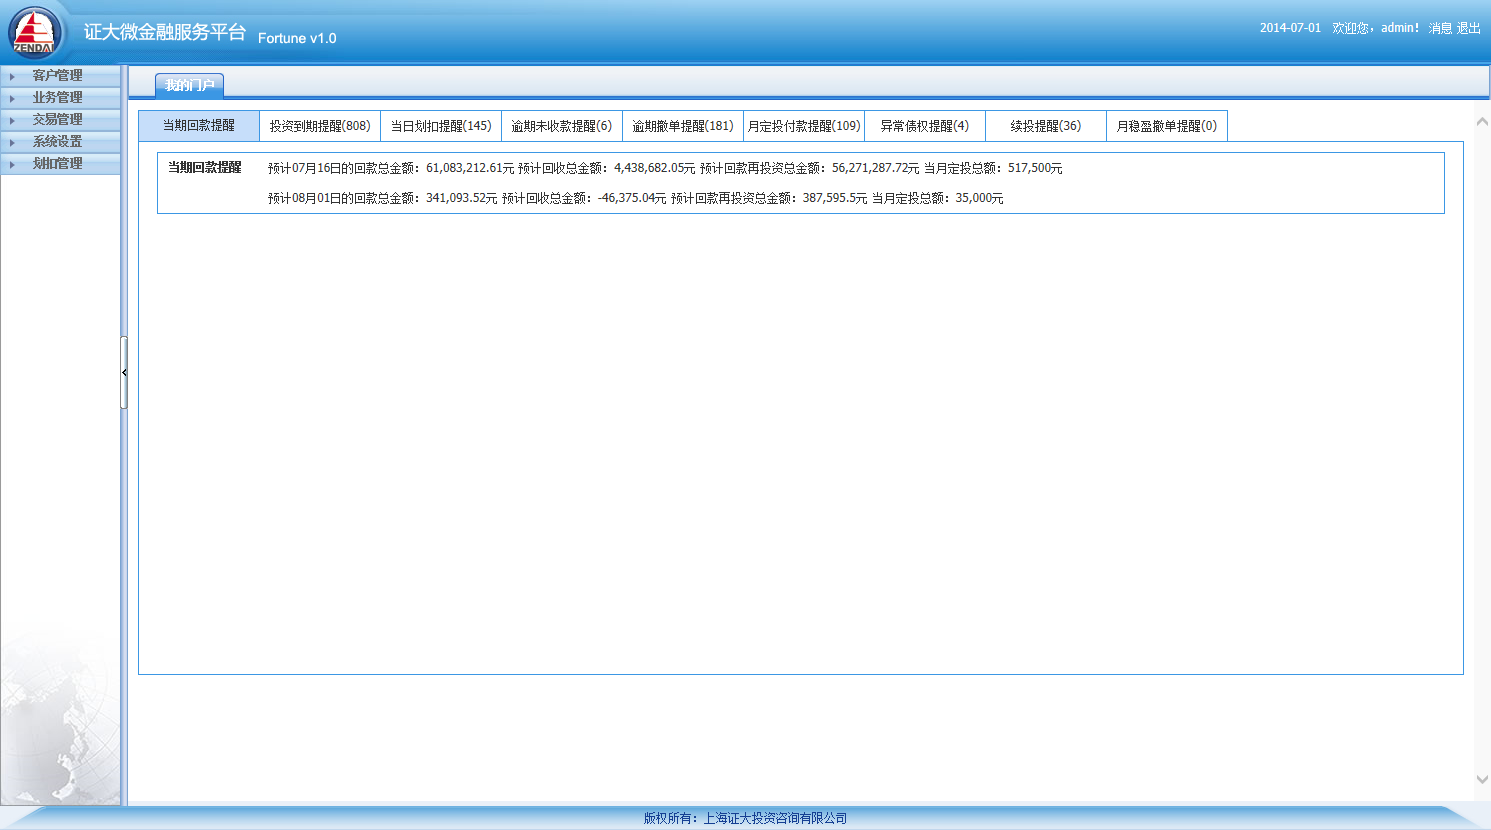 ZENDAI
证大微金融服务平台 Fortune v1.0
2014-07-01 欢迎您，admin！ 消息 退出
客户管理
业务管理
交易管理
系统设置
划扣管理
我的门户
当期回款提醒 投资到期提醒(808) 当日划扣提醒(145) 逾期未收款提醒(6) 逾期撤单提醒(181) 月定投付款提醒(109) 异常债权提醒(4) 续投提醒(36) 月稳盈撤单提醒(0)
当期回款提醒 预计07月16日的回款总金额：61,083,212.61元 预计回收总金额：4,438,682.05元 预计回款再投资总金额：56,271,287.72元 当月定投总额：517,500元
预计08月01日的回款总金额：341,093.52元 预计回收总金额：-46,375.04元 预计回款再投资总金额：387,595.5元 当月定投总额：35,000元
版权所有：上海证大投资咨询有限公司